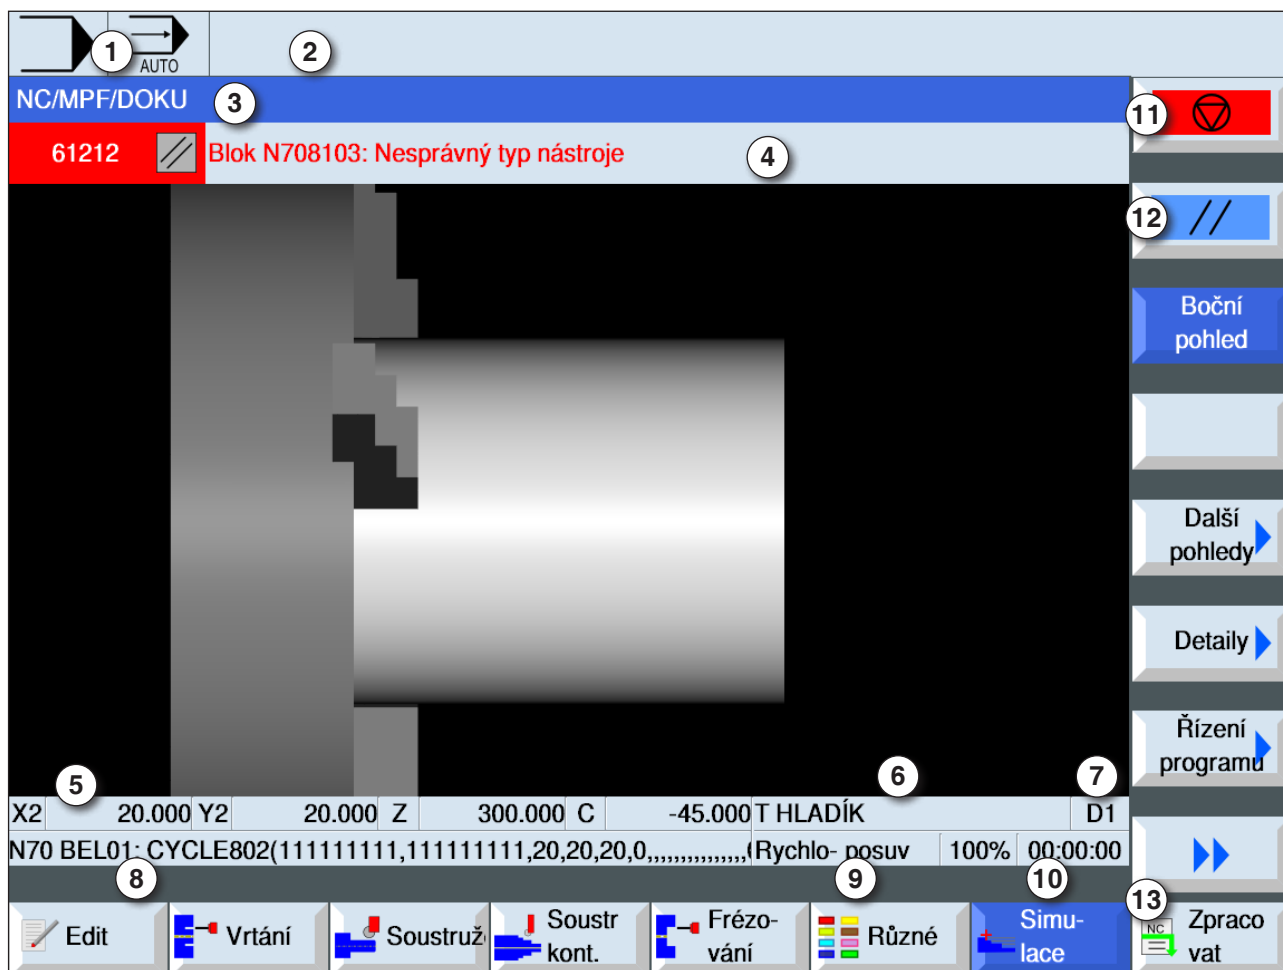 1
AUTO
2
NC/MPF/DOKU
3
61212
Blok N708103: Nesprávný typ nástroje
4
11
12
Boční
pohled
Další
pohledy
Detaily
Řízení
programu
5
6
7
X2 20.000 Y2 20.000 Z 300.000 C -45.000 T HLADÍK D1
N70 BEL01: CYCLE802(111111111,111111111,20,20,20,0,,,,,,,,,,,,,,, Rychlo- posuv 100% 00:00:00
8
9
10
13
Edit
Vrtání
Soustruž
Soustr
kont.
Frézo-
vání
Různé
Simu-
lace
NC
Zpraco
vat